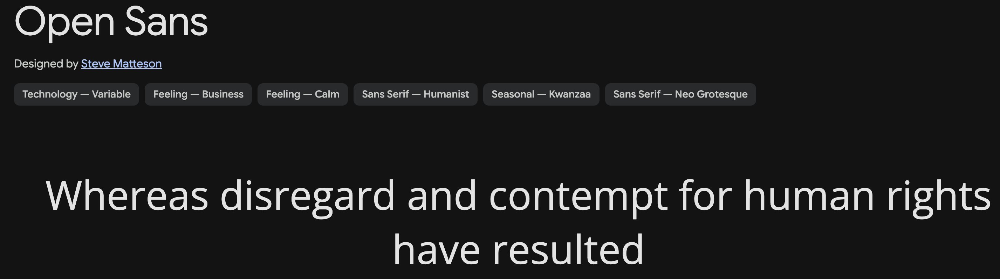 Open Sans
Designed by Steve Matteson
Technology — Variable Feeling — Business Feeling — Calm Sans Serif — Humanist Seasonal — Kwanzaa Sans Serif — Neo Grotesque
Whereas disregard and contempt for human rights
have resulted